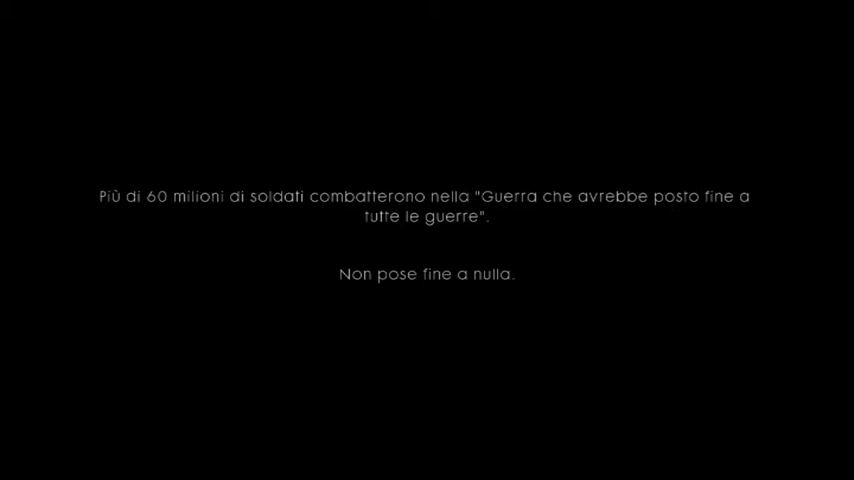 Più di 60 milioni di soldati combatterono nella "Guerra che avrebbe posto fine a
tutte le guerre".
Non pose fine a nulla.